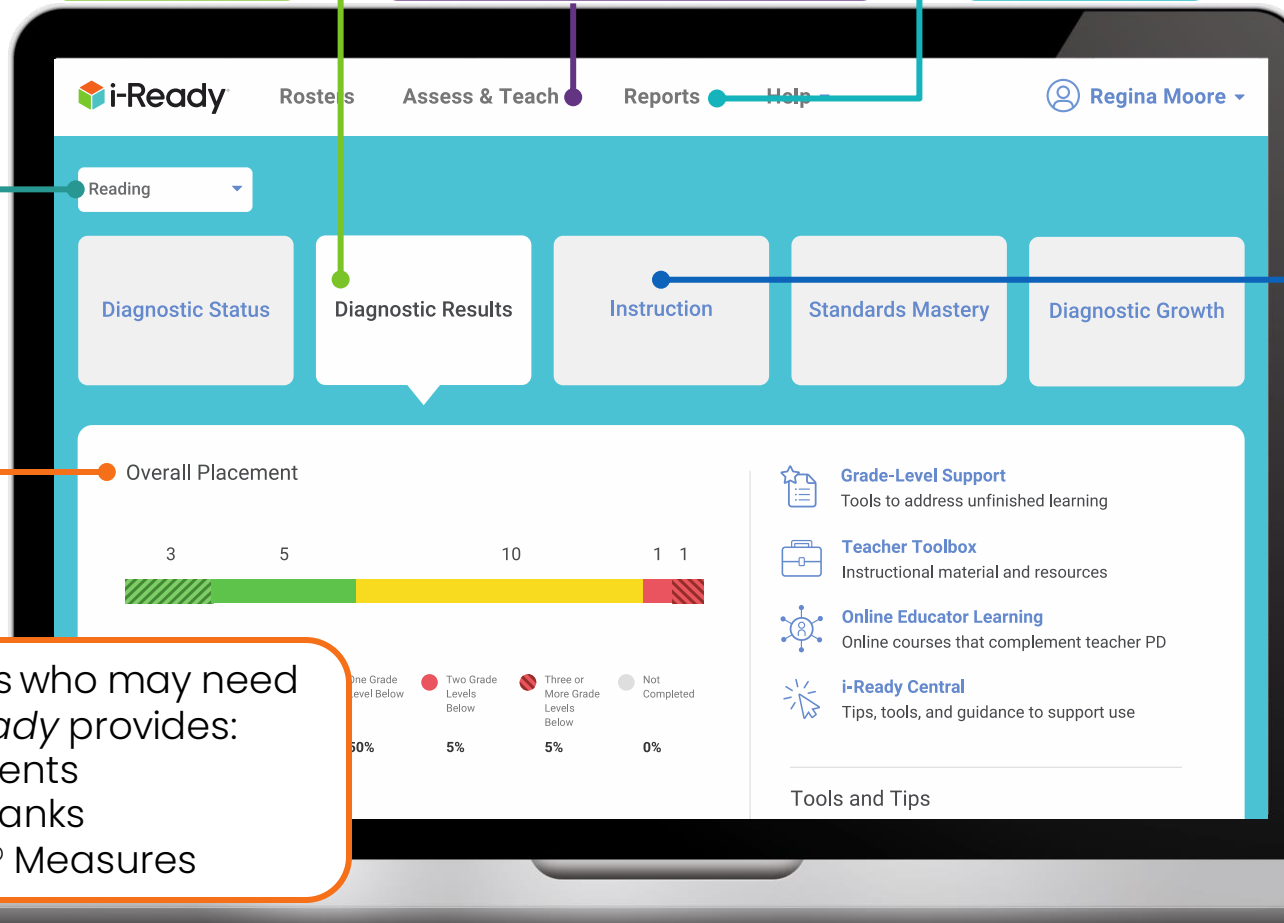 i-Ready
Rosters
Assess & Teach
Reports
Help
Regina Moore
Reading
Diagnostic Status
Diagnostic Results
Instruction
Standards Mastery
Diagnostic Growth
Overall Placement
3 5 10 1 1
One Grade
Level Below
50%
Two Grade
Levels
Below
5%
Three or
More Grade
Levels
Below
5%
Not
Completed
0%
Grade-Level Support
Tools to address unfinished learning
Teacher Toolbox
Instructional material and resources
Online Educator Learning
Online courses that complement teacher PD
i-Ready Central
Tips, tools, and guidance to support use
Tools and Tips
who may need
provides:
® Measures